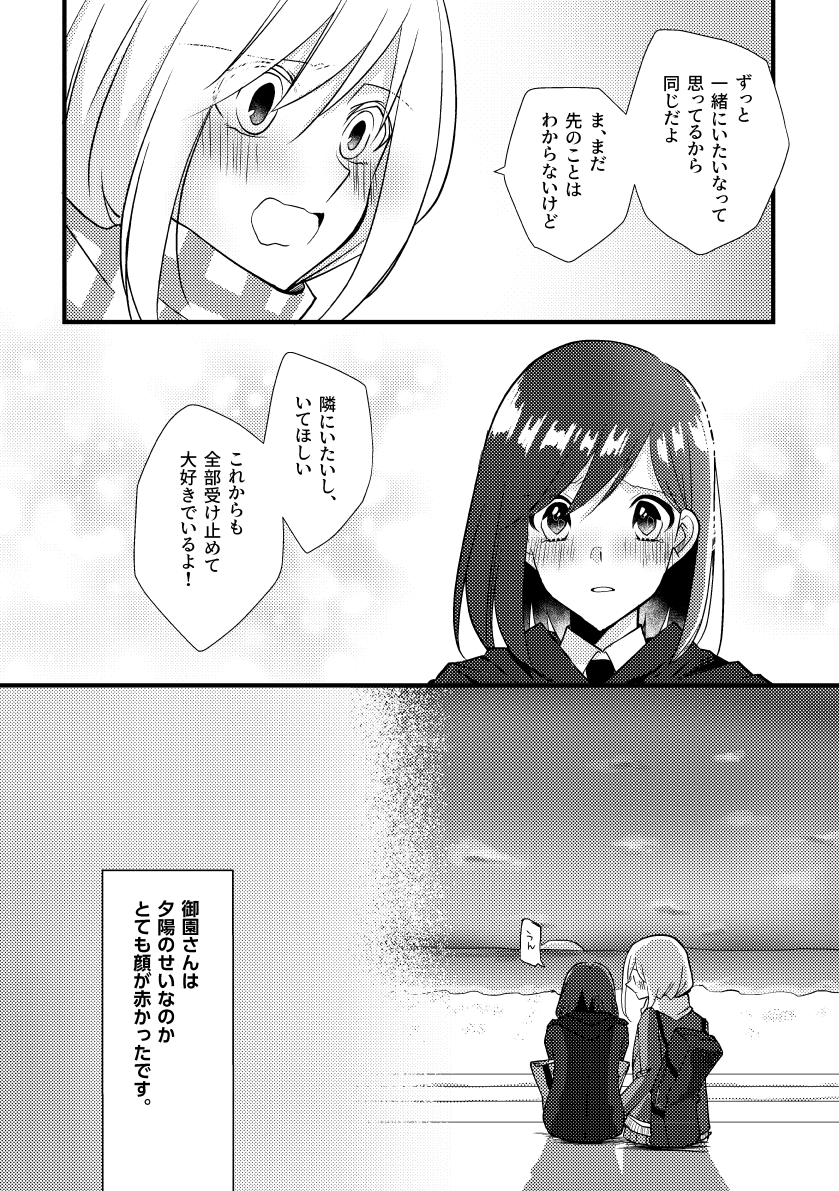 ずっと
一緒にいたいなって
思ってるから
同じだよ
ま、まだ
先のことは
わからないけど
隣にいたいし、
いてほしい
これからも
全部受け止めて
大好きでいるよ！
うん
御園さんは
夕陽のせいなのか
とても顔が赤かったです。